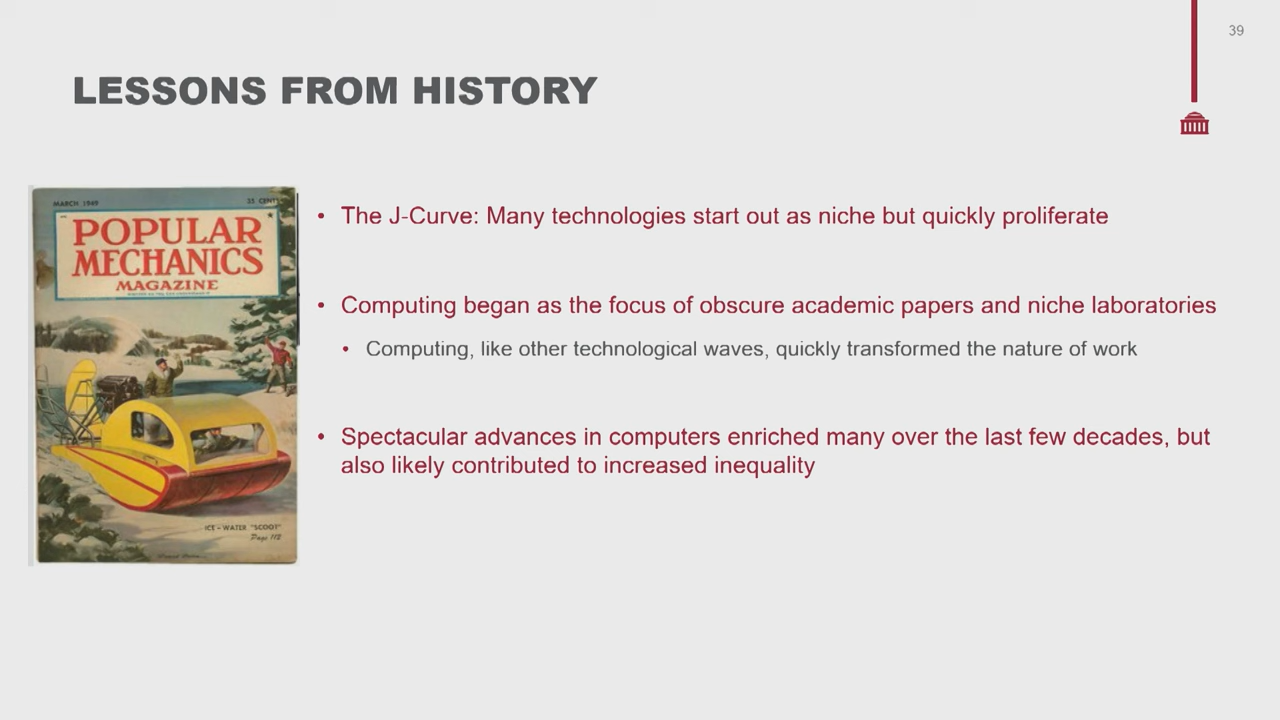 39
LESSONS FROM HISTORY
MARCH 1949
35 CENTS
POPULAR
MECHANICS
MAGAZINE
ICE - WATER "SCOOT"
Page 112
• The J-Curve: Many technologies start out as niche but quickly proliferate
• Computing began as the focus of obscure academic papers and niche laboratories
• Computing, like other technological waves, quickly transformed the nature of work
• Spectacular advances in computers enriched many over the last few decades, but
also likely contributed to increased inequality